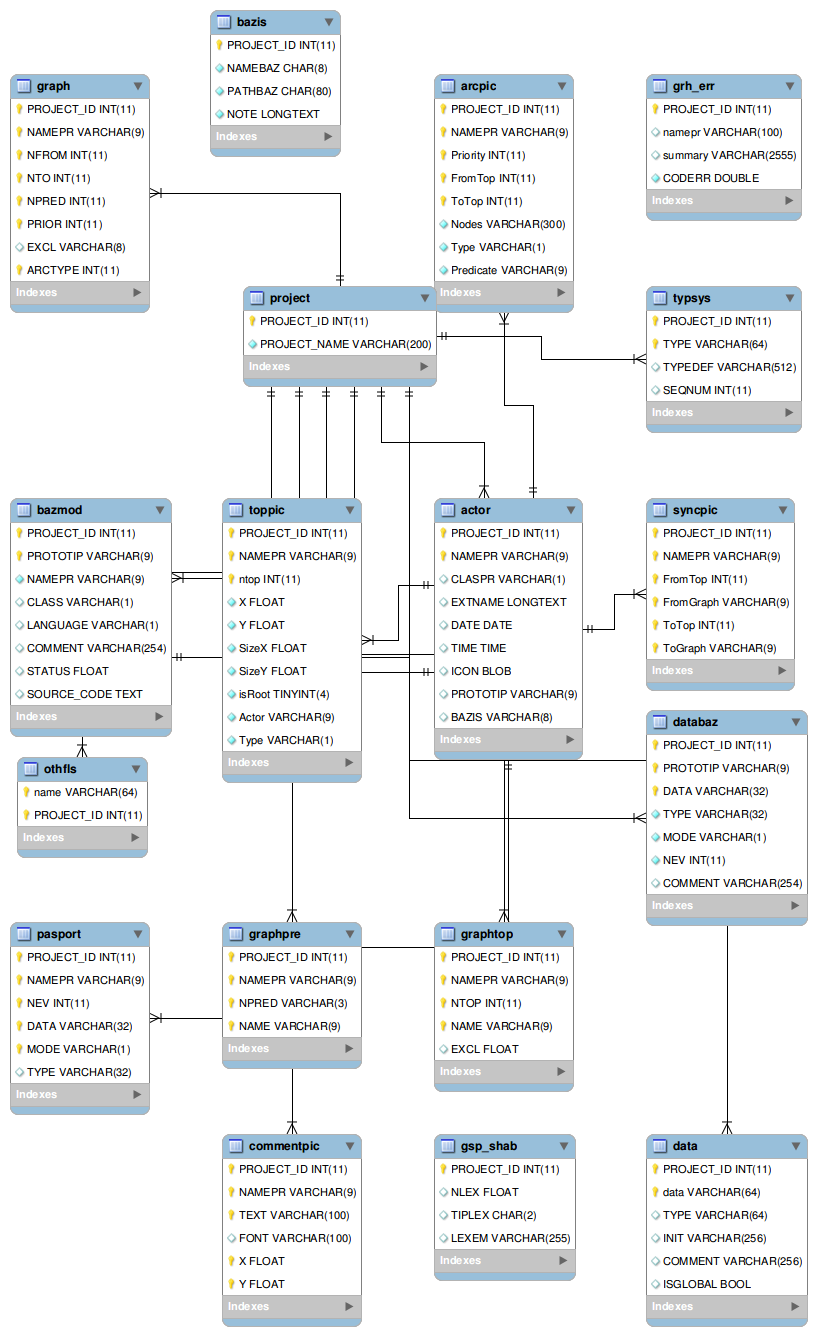 bazis
PROJECT_ID INT(11)
NAMEBAZ CHAR(8)
PATHBAZ CHAR(80)
NOTE LONGTEXT
Indexes
graph
PROJECT_ID INT(11)
NAMEPR VARCHAR(9)
NFROM INT(11)
NTO INT(11)
NPRED INT(11)
PRIOR INT(11)
EXCL VARCHAR(8)
ARCTYPE INT(11)
Indexes
arcpic
PROJECT_ID INT(11)
NAMEPR VARCHAR(9)
Priority INT(11)
FromTop INT(11)
ToTop INT(11)
Nodes VARCHAR(300)
Type VARCHAR(1)
Predicate VARCHAR(9)
Indexes
grh_err
PROJECT_ID INT(11)
namepr VARCHAR(100)
summary VARCHAR(2555)
CODERR DOUBLE
Indexes
project
PROJECT_ID INT(11)
PROJECT_NAME VARCHAR(200)
Indexes
typsys
PROJECT_ID INT(11)
TYPE VARCHAR(64)
TYPEDEF VARCHAR(512)
SEQNUM INT(11)
Indexes
bazmod
PROJECT_ID INT(11)
PROTOTIP VARCHAR(9)
NAMEPR VARCHAR(9)
CLASS VARCHAR(1)
LANGUAGE VARCHAR(1)
COMMENT VARCHAR(254)
STATUS FLOAT
SOURCE_CODE TEXT
Indexes
toppic
PROJECT_ID INT(11)
NAMEPR VARCHAR(9)
ntop INT(11)
X FLOAT
Y FLOAT
SizeX FLOAT
SizeY FLOAT
isRoot TINYINT(4)
Actor VARCHAR(9)
Type VARCHAR(1)
Indexes
actor
PROJECT_ID INT(11)
NAMEPR VARCHAR(9)
CLASPR VARCHAR(1)
EXTNAME LONGTEXT
DATE DATE
TIME TIME
ICON BLOB
PROTOTIP VARCHAR(9)
BAZIS VARCHAR(8)
Indexes
syncpic
PROJECT_ID INT(11)
NAMEPR VARCHAR(9)
FromTop INT(11)
FromGraph VARCHAR(9)
ToTop INT(11)
ToGraph VARCHAR(9)
Indexes
othfls
name VARCHAR(64)
PROJECT_ID INT(11)
Indexes
databaz
PROJECT_ID INT(11)
PROTOTIP VARCHAR(9)
DATA VARCHAR(32)
TYPE VARCHAR(32)
MODE VARCHAR(1)
NEV INT(11)
COMMENT VARCHAR(254)
Indexes
pasport
PROJECT_ID INT(11)
NAMEPR VARCHAR(9)
NEV INT(11)
DATA VARCHAR(32)
MODE VARCHAR(1)
TYPE VARCHAR(32)
Indexes
graphpre
PROJECT_ID INT(11)
NAMEPR VARCHAR(9)
NPRED VARCHAR(3)
NAME VARCHAR(9)
Indexes
graphtop
PROJECT_ID INT(11)
NAMEPR VARCHAR(9)
NTOP INT(11)
NAME VARCHAR(9)
EXCL FLOAT
Indexes
commentpic
PROJECT_ID INT(11)
NAMEPR VARCHAR(9)
TEXT VARCHAR(100)
FONT VARCHAR(100)
X FLOAT
Y FLOAT
Indexes
gsp_shab
PROJECT_ID INT(11)
NLEX FLOAT
TIPLEX CHAR(2)
LEXEM VARCHAR(255)
Indexes
data
PROJECT_ID INT(11)
data VARCHAR(64)
TYPE VARCHAR(64)
INIT VARCHAR(256)
COMMENT VARCHAR(256)
ISGLOBAL BOOL
Indexes